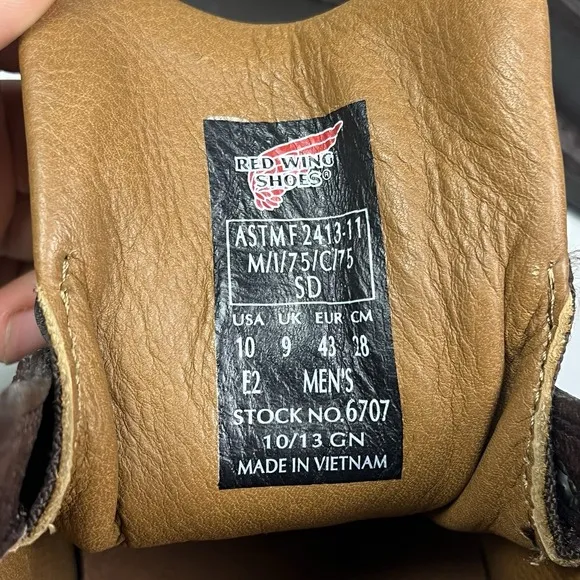 RED WING
SHOES®
ASTM F 2413-11
M/I/75/C/75
SD
USA UK EUR CM
10 9 43 28
E2 MEN'S
STOCK NO. 6707
10/13 GN
MADE IN VIETNAM